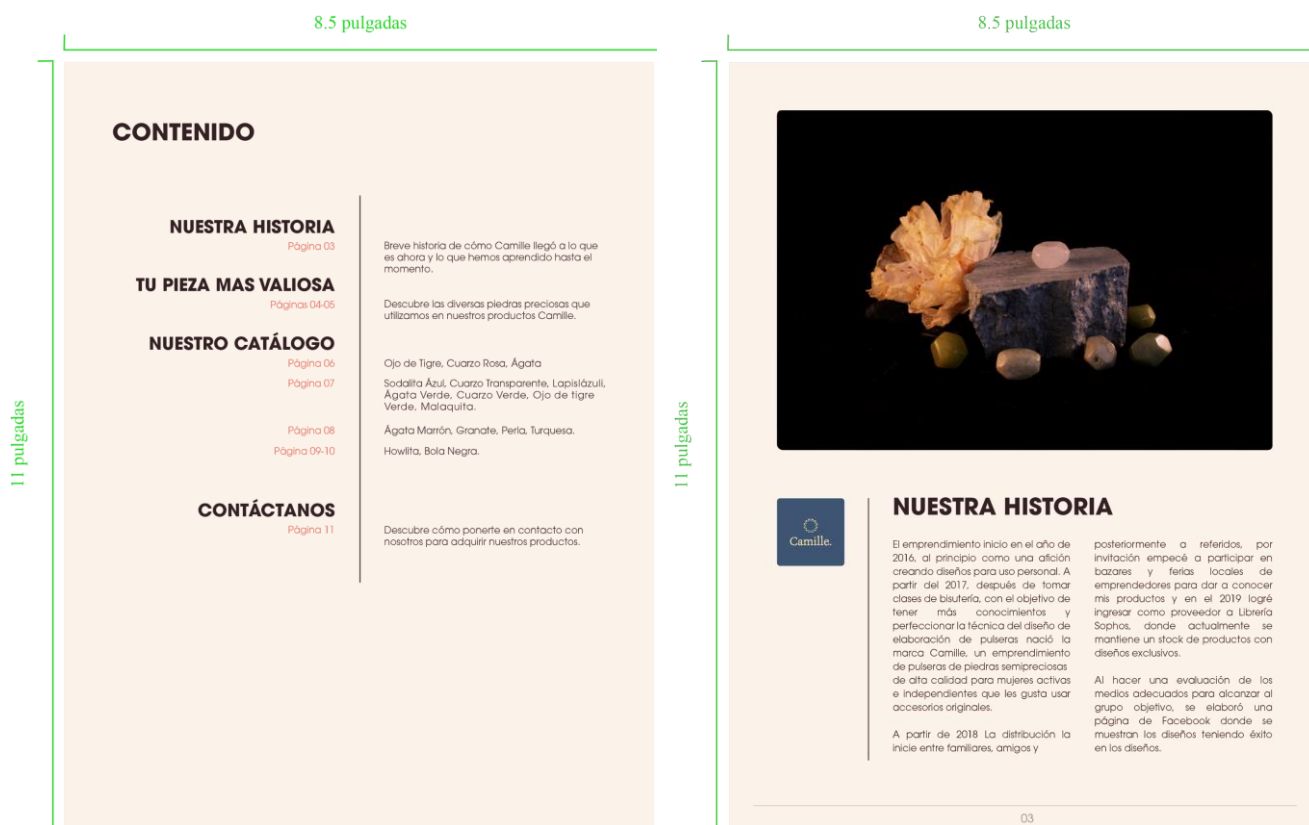 8.5 pulgadas
11 pulgadas
CONTENIDO
NUESTRA HISTORIA
Página 03
Breve historia de cómo Camille llegó a lo que
es ahora y lo que hemos aprendido hasta el
momento.
TU PIEZA MAS VALIOSA
Páginas 04-05
Descubre las diversas piedras preciosas que
utilizamos en nuestros productos Camille.
NUESTRO CATÁLOGO
Página 06
Ojo de Tigre, Cuarzo Rosa, Ágata
Página 07
Sodalita Ázul, Cuarzo Transparente, Lapislázuli,
Ágata Verde, Cuarzo Verde, Ojo de tigre
Verde, Malaquita.
Página 08
Ágata Marrón, Granate, Perla, Turquesa.
Página 09-10
Howlita, Bola Negra.
CONTÁCTANOS
Página 11
Descubre cómo ponerte en contacto con
nosotros para adquirir nuestros productos.
8.5 pulgadas
11 pulgadas
Camille.
NUESTRA HISTORIA
El emprendimiento inicio en el año de
2016, al principio como una afición
creando diseños para uso personal. A
partir del 2017, después de tomar
clases de bisutería, con el objetivo de
tener más conocimientos y
perfeccionar la técnica del diseño de
elaboración de pulseras nació la
marca Camille, un emprendimiento
de pulseras de piedras semipreciosas
de alta calidad para mujeres activas
e independientes que les gusta usar
accesorios originales.
A partir de 2018 La distribución la
inicie entre familiares, amigos y
posteriormente a referidos, por
invitación empecé a participar en
bazares y ferias locales de
emprendedores para dar a conocer
mis productos y en el 2019 logré
ingresar como proveedor a Librería
Sophos, donde actualmente se
mantiene un stock de productos con
diseños exclusivos.
Al hacer una evaluación de los
medios adecuados para alcanzar al
grupo objetivo, se elaboró una
página de Facebook donde se
muestran los diseños teniendo éxito
en los diseños.
03